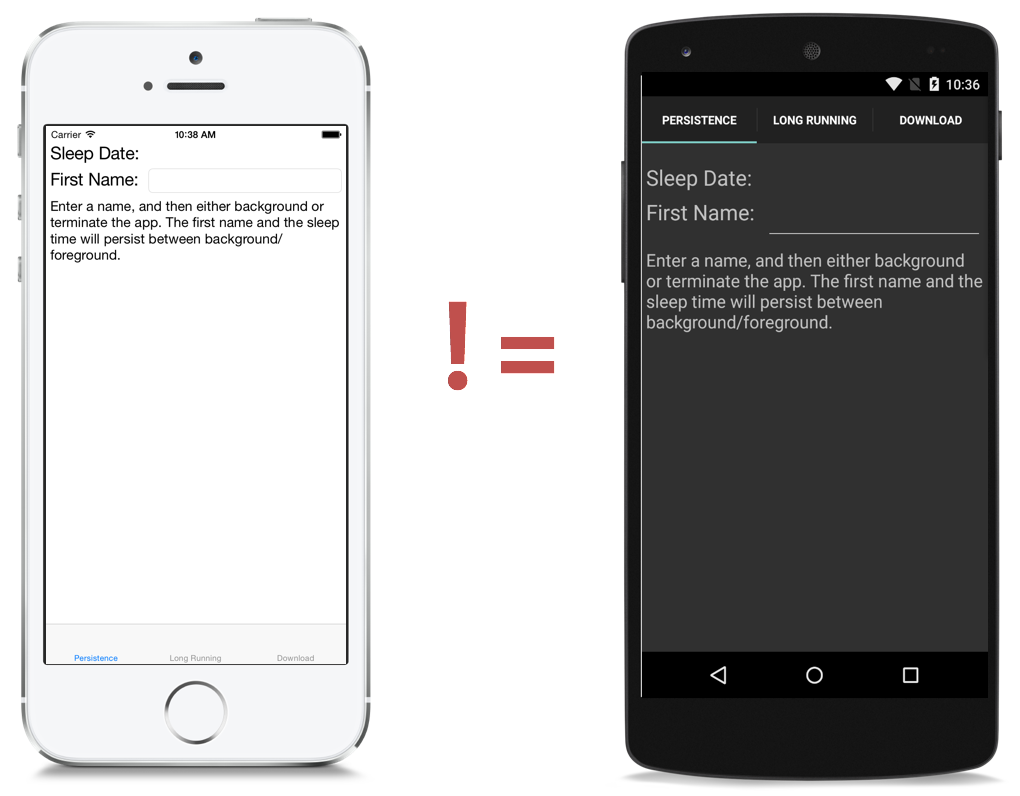 Carrier 10:38 AM
Sleep Date:
First Name:
Enter a name, and then either background or
terminate the app. The first name and the sleep
time will persist between background/
foreground.
Persistence Long Running Download
! =
10:36
PERSISTENCE LONG RUNNING DOWNLOAD
Sleep Date:
First Name:
Enter a name, and then either background
or terminate the app. The first name and the
sleep time will persist between
background/foreground.